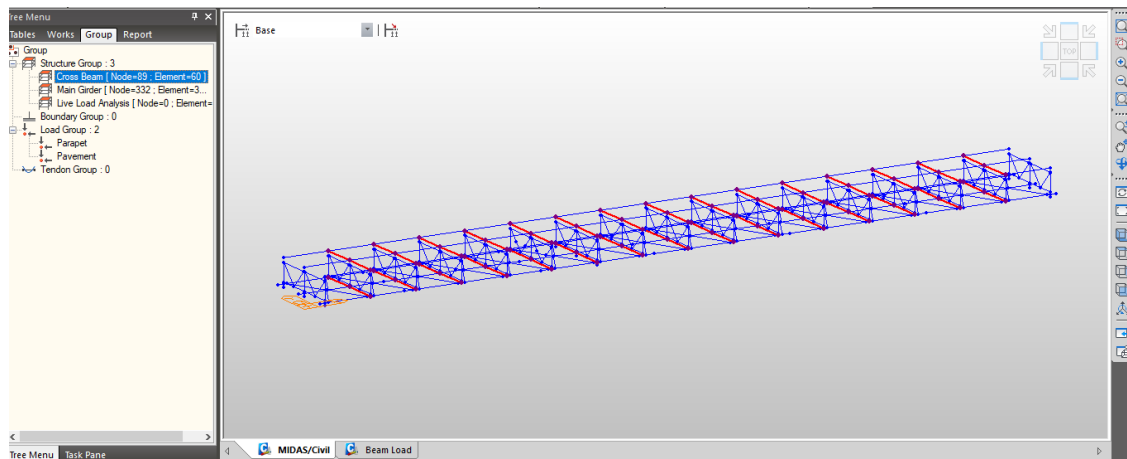 Tree Menu
Tables Works Group Report
Group
Structure Group : 3
Cross Beam [ Node=89 ; Element=60 ]
Main Girder [ Node=332 ; Element=3...
Live Load Analysis [ Node=0 ; Element=
Boundary Group : 0
Load Group : 2
Parapet
Pavement
Tendon Group : 0
Tree Menu Task Pane
Base
TOP
MIDAS/Civil Beam Load